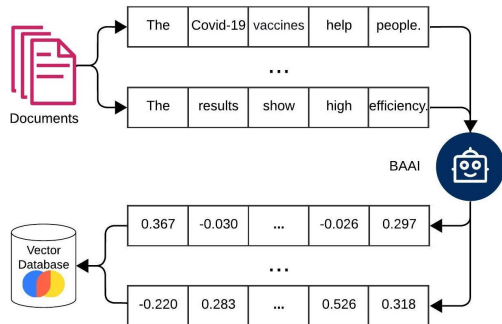 The Covid-19 vaccines help people.
...
Documents
The results show high efficiency.
BAAI
0.367 -0.030 ... -0.026 0.297
Vector
Database
...
-0.220 0.283 ... 0.526 0.318